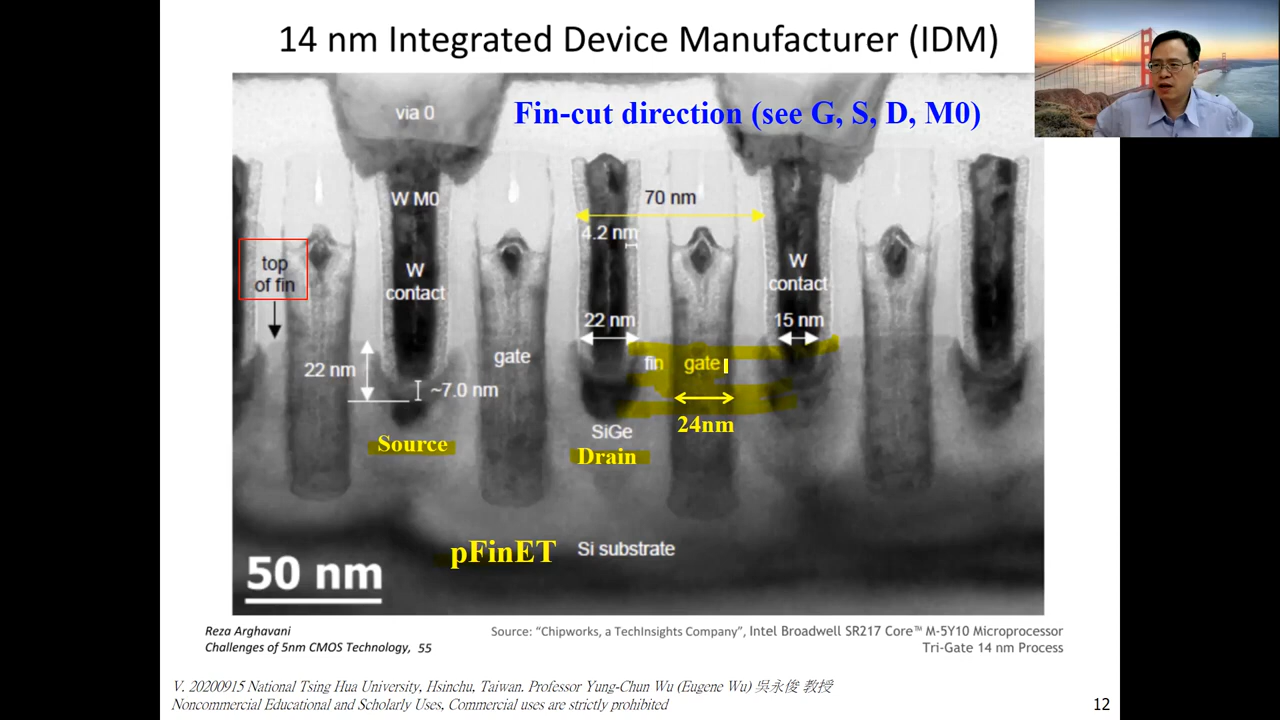 14 nm Integrated Device Manufacturer (IDM)
via 0
Fin-cut direction (see G, S, D, M0)
W M0
70 nm
4.2 nm
top
of fin
W
contact
W
contact
22 nm
15 nm
gate
fin
gate
22 nm
~7.0 nm
24nm
Source
SiGe
Drain
pFinET
Si substrate
50 nm
Reza Arghavani
Challenges of 5nm CMOS Technology, 55
Source: “Chipworks, a TechInsights Company”, Intel Broadwell SR217 Core™ M-5Y10 Microprocessor
Tri-Gate 14 nm Process
V. 20200915 National Tsing Hua University, Hsinchu, Taiwan. Professor Yung-Chun Wu (Eugene Wu) 吳永俊 教授
Noncommercial Educational and Scholarly Uses, Commercial uses are strictly prohibited
12